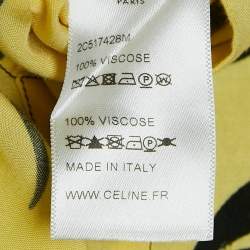 PARIS
2C517428M
100% VISCOSE
100% VISCOSE
MADE IN ITALY
WWW.CELINE.FR